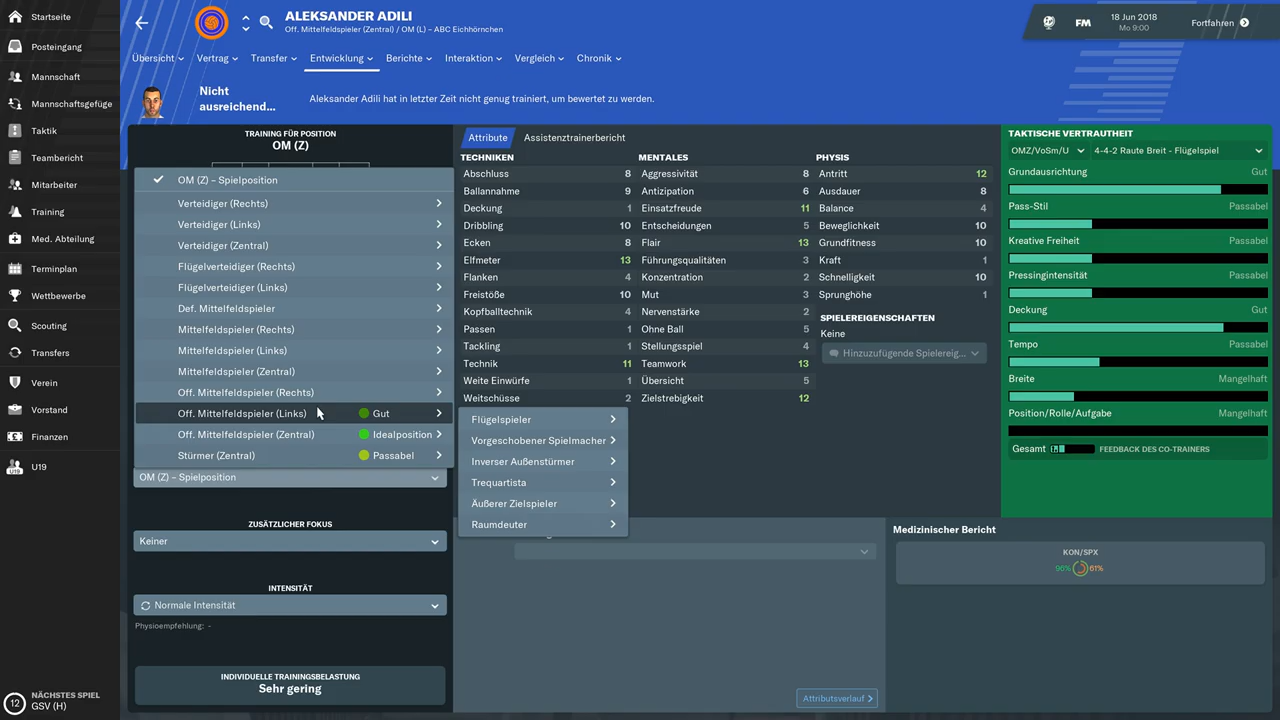 Startseite
Posteingang
Mannschaft
Mannschaftsgefüge
Taktik
Teambericht
Mitarbeiter
Training
Med. Abteilung
Terminplan
Wettbewerbe
Scouting
Transfers
Verein
Vorstand
Finanzen
U19
U19
12
NÄCHSTES SPIEL
GSV (H)
ALEKSANDER ADILI
Off. Mittelfeldspieler (Zentral) / OM (L) – ABC Eichhörnchen
FM
18 Jun 2018
Mo 9:00
Fortfahren
Übersicht Vertrag Transfer Entwicklung Berichte Interaktion Vergleich Chronik
Nicht
ausreichend...
Aleksander Adili hat in letzter Zeit nicht genug trainiert, um bewertet zu werden.
TRAINING FÜR POSITION
OM (Z)
OM (Z) – Spielposition
Verteidiger (Rechts)
Verteidiger (Links)
Verteidiger (Zentral)
Flügelverteidiger (Rechts)
Flügelverteidiger (Links)
Def. Mittelfeldspieler
Mittelfeldspieler (Rechts)
Mittelfeldspieler (Links)
Mittelfeldspieler (Zentral)
Off. Mittelfeldspieler (Rechts)
Off. Mittelfeldspieler (Links) Gut
Off. Mittelfeldspieler (Zentral) Idealposition
Stürmer (Zentral) Passabel
OM (Z) – Spielposition
ZUSÄTZLICHER FOKUS
Keiner
INTENSITÄT
Normale Intensität
Physioempfehlung: -
INDIVIDUELLE TRAININGSBELASTUNG
Sehr gering
Flügelspieler
Vorgeschobener Spielmacher
Inverser Außenstürmer
Trequartista
Äußerer Zielspieler
Raumdeuter
Attribute Assistenztrainerbericht
TECHNIKEN
Abschluss 8
Ballannahme 9
Deckung 1
Dribbling 10
Ecken 8
Elfmeter 13
Flanken 4
Freistöße 10
Kopfballtechnik 4
Passen 1
Tackling 1
Technik 11
Weite Einwürfe 1
Weitschüsse 2
MENTALES
Aggressivität 8
Antizipation 6
Einsatzfreude 11
Entscheidungen 5
Flair 13
Führungsqualitäten 3
Konzentration 2
Mut 3
Nervenstärke 2
Ohne Ball 5
Stellungsspiel 4
Teamwork 13
Übersicht 5
Zielstrebigkeit 12
PHYSIS
Antritt 12
Ausdauer 8
Balance 4
Beweglichkeit 10
Grundfitness 10
Kraft 1
Schnelligkeit 10
Sprunghöhe 1
SPIELEREIGENSCHAFTEN
Keine
Hinzuzufügende Spielereig...
Attributsverlauf
TAKTISCHE VERTRAUTHEIT
OMZ/VoSm/U 4-4-2 Raute Breit - Flügelspiel
Grundausrichtung Gut
Pass-Stil Passabel
Kreative Freiheit Passabel
Pressingintensität Passabel
Deckung Gut
Tempo Passabel
Breite Mangelhaft
Position/Rolle/Aufgabe Mangelhaft
Gesamt FEEDBACK DES CO-TRAINERS
Medizinischer Bericht
KON/SPX
96% 61%